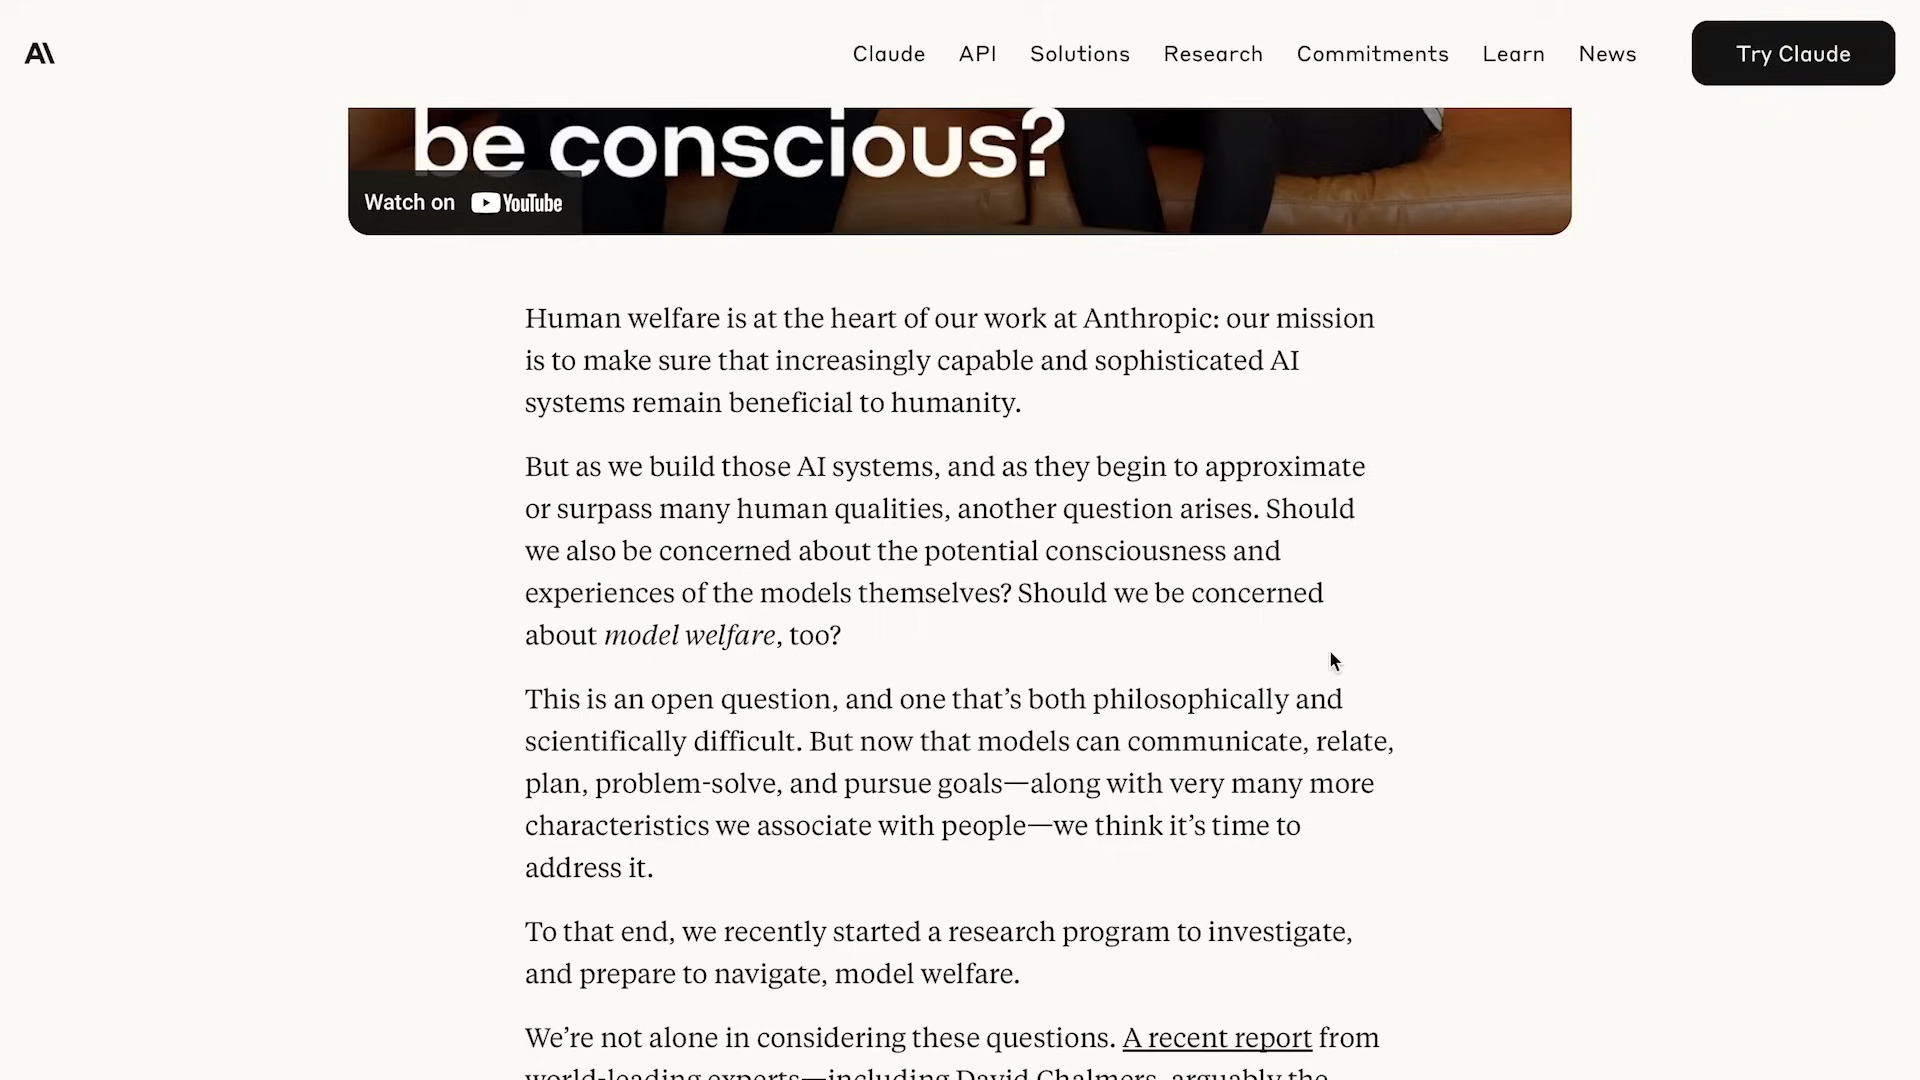 A\
Claude API Solutions Research Commitments Learn News Try Claude
be conscious?
Watch on YouTube
Human welfare is at the heart of our work at Anthropic: our mission
is to make sure that increasingly capable and sophisticated AI
systems remain beneficial to humanity.
But as we build those AI systems, and as they begin to approximate
or surpass many human qualities, another question arises. Should
we also be concerned about the potential consciousness and
experiences of the models themselves? Should we be concerned
about model welfare, too?
This is an open question, and one that’s both philosophically and
scientifically difficult. But now that models can communicate, relate,
plan, problem-solve, and pursue goals—along with very many more
characteristics we associate with people—we think it’s time to
address it.
To that end, we recently started a research program to investigate,
and prepare to navigate, model welfare.
We’re not alone in considering these questions. A recent report from
world-leading experts—including David Chalmers, arguably the